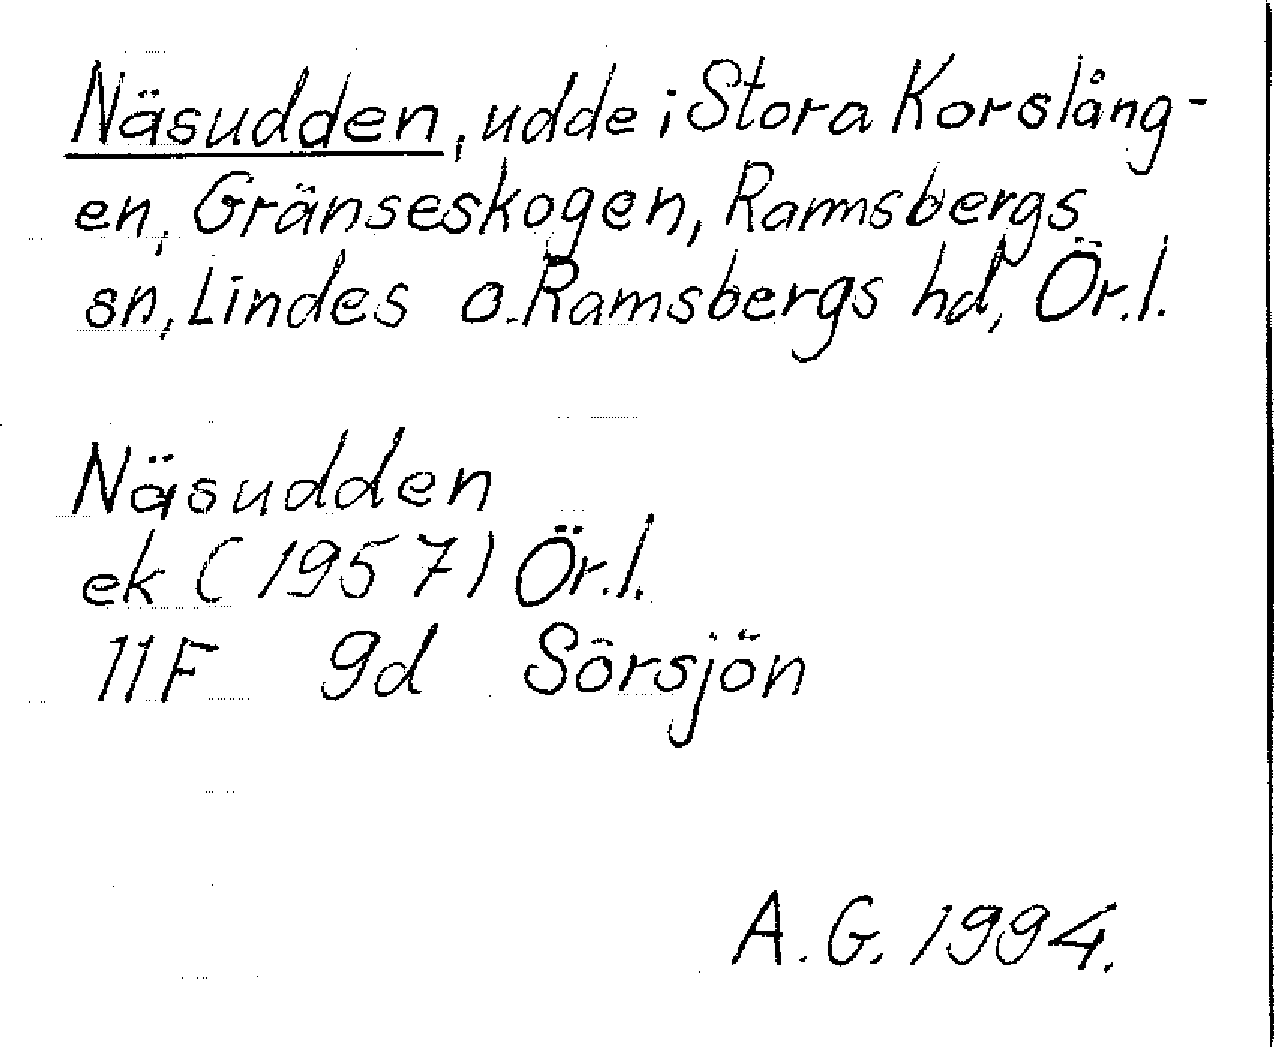 Näsudden, udde i Stora Korslång-
en, Gränseskogen, Ramsbergs
sn, Lindes o. Ramsbergs hd, Ör.l.
Näsudden
ek (1957) Ör.l.
11F 9d Sörsjön
A.G. 1994.